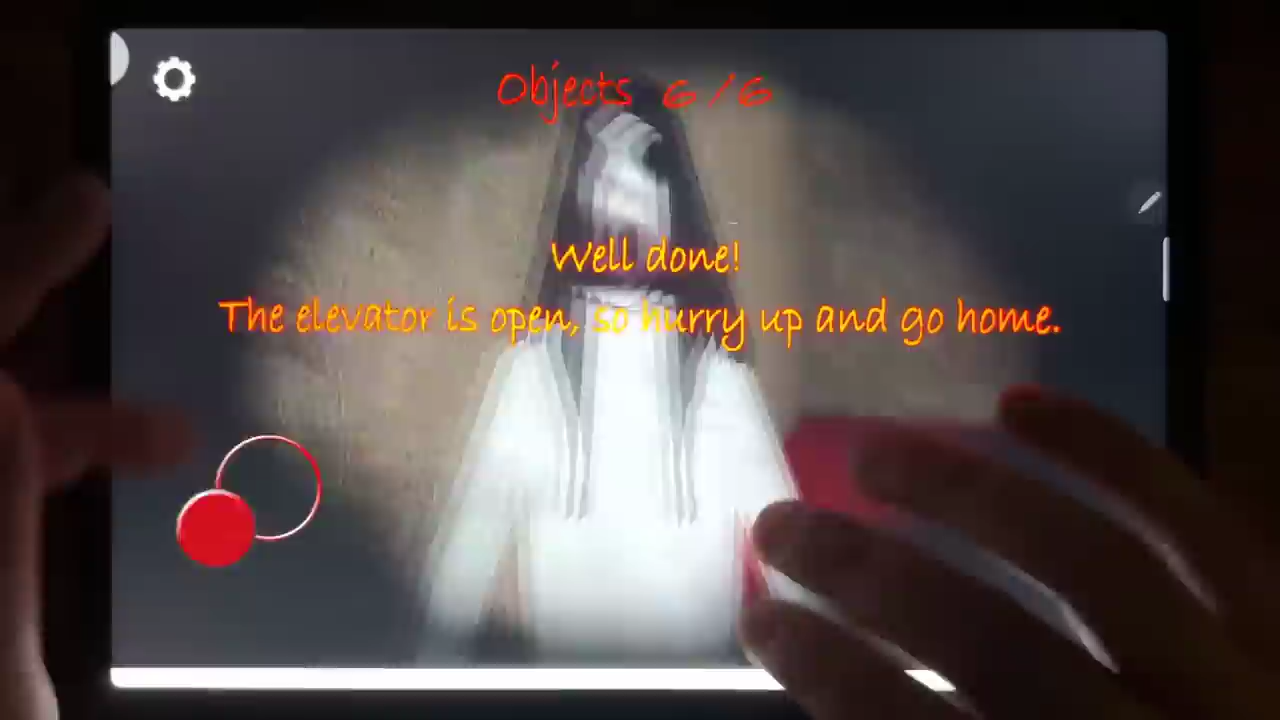 Objects 6/6
Well done!
The elevator is open, so hurry up and go home.